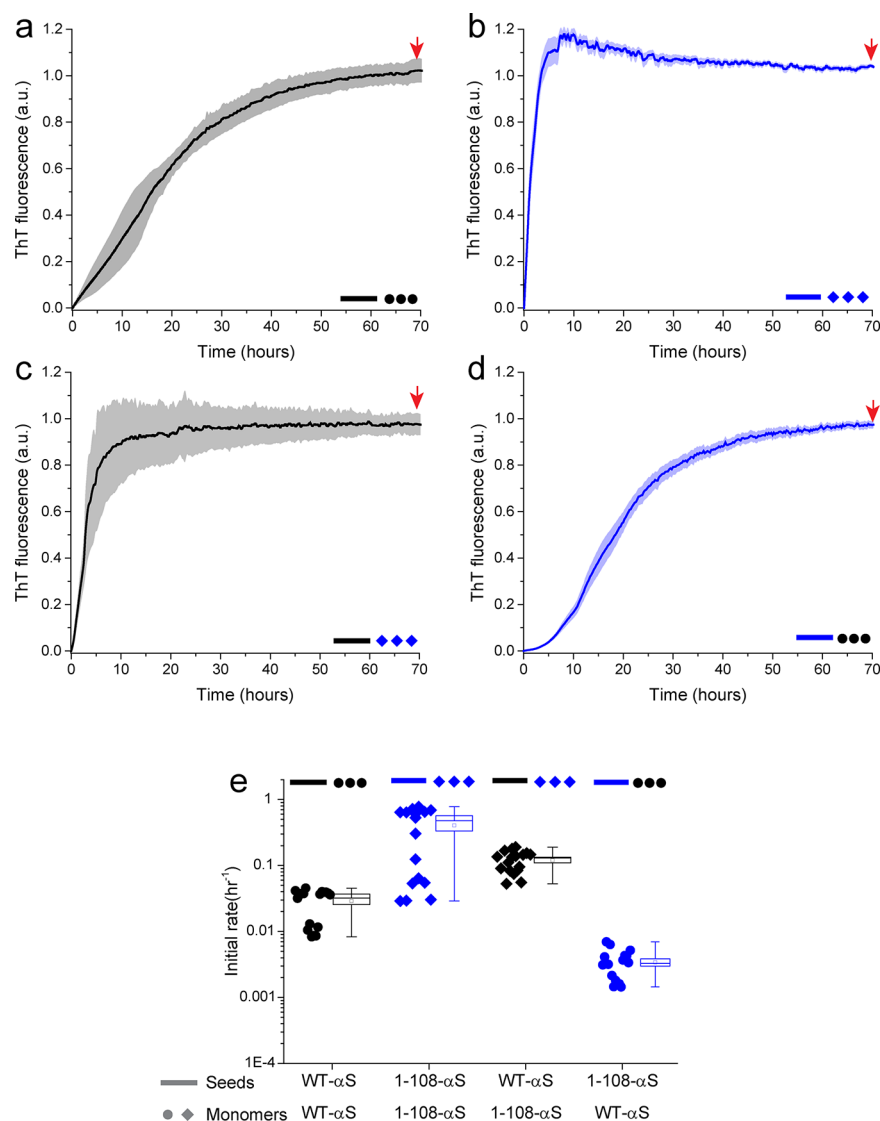 a
ThT fluorescence (a.u.)
1.2
1.0
0.8
0.6
0.4
0.2
0.0
0 10 20 30 40 50 60 70
Time (hours)
b
ThT fluorescence (a.u.)
1.2
1.0
0.8
0.6
0.4
0.2
0.0
0 10 20 30 40 50 60 70
Time (hours)
c
ThT fluorescence (a.u.)
1.2
1.0
0.8
0.6
0.4
0.2
0.0
0 10 20 30 40 50 60 70
Time (hours)
d
ThT fluorescence (a.u.)
1.2
1.0
0.8
0.6
0.4
0.2
0.0
0 10 20 30 40 50 60 70
Time (hours)
e
Initial rate(hr⁻¹)
1
0.1
0.01
0.001
1E-4
Seeds WT-αS 1-108-αS WT-αS 1-108-αS
Monomers WT-αS 1-108-αS 1-108-αS WT-αS